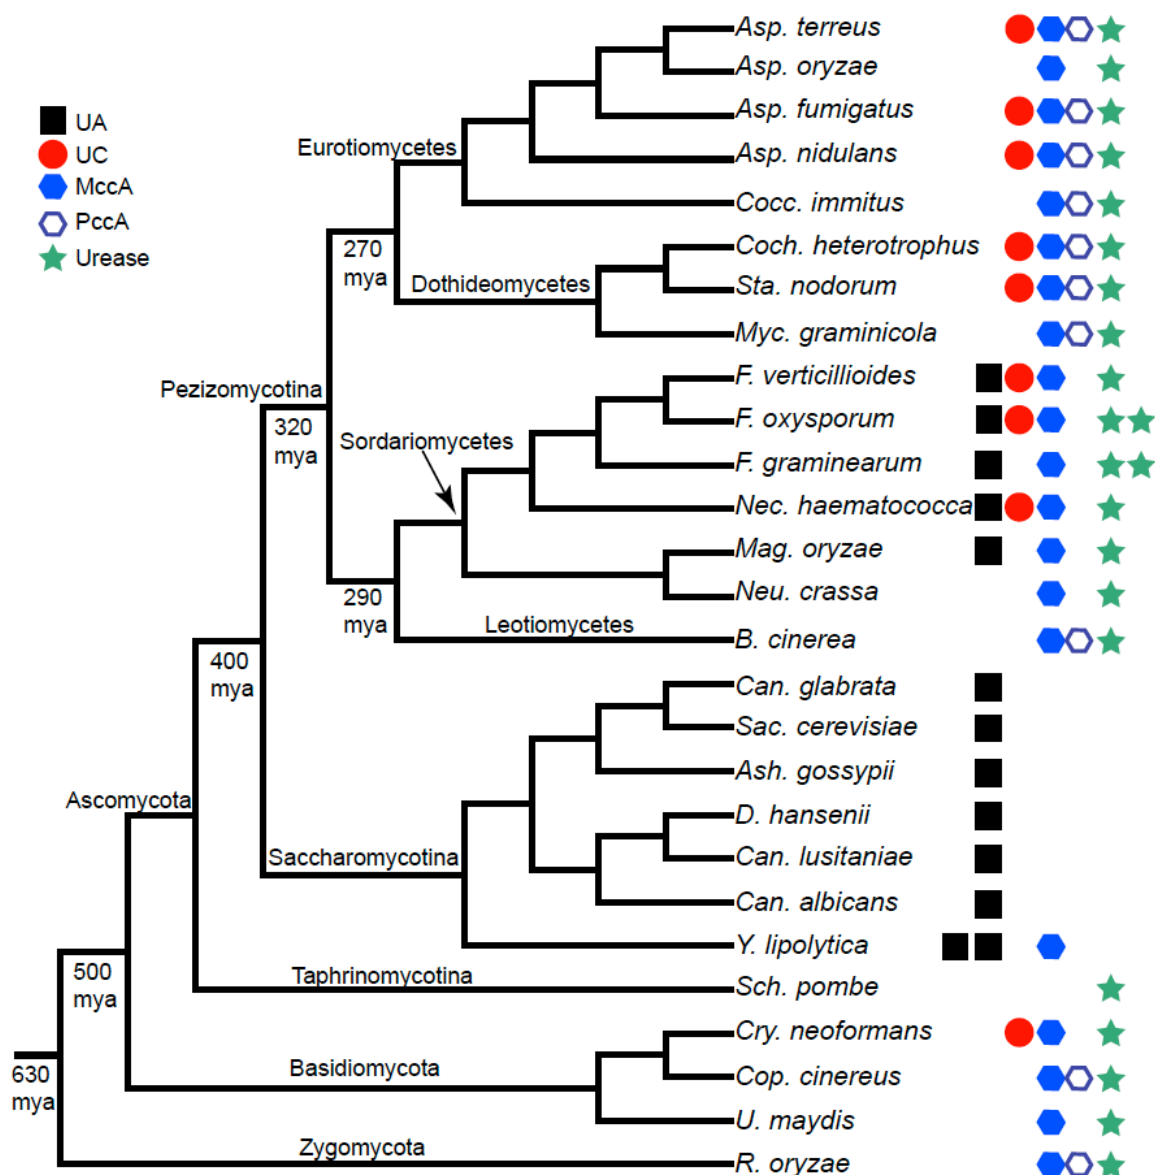 Asp. terreus
Asp. oryzae
Asp. fumigatus
UA
UC
Eurotiomycetes
Asp. nidulans
MccA
PccA
Cocc. immitus
Urease
270
mya
Coch. heterotrophus
Dothideomycetes
Sta. nodorum
Myc. graminicola
Pezizomycotina
F. verticillioides
320
mya
Sordariomycetes
F. oxysporum
F. graminearum
Nec. haematococca
Mag. oryzae
290
mya
Neu. crassa
Leotiomycetes
B. cinerea
400
mya
Can. glabrata
Sac. cerevisiae
Ash. gossypii
Ascomycota
D. hansenii
Saccharomycotina
Can. lusitaniae
Can. albicans
Y. lipolytica
500
mya
Taphrinomycotina
Sch. pombe
Cry. neoformans
630
mya
Basidiomycota
Cop. cinereus
U. maydis
Zygomycota
R. oryzae